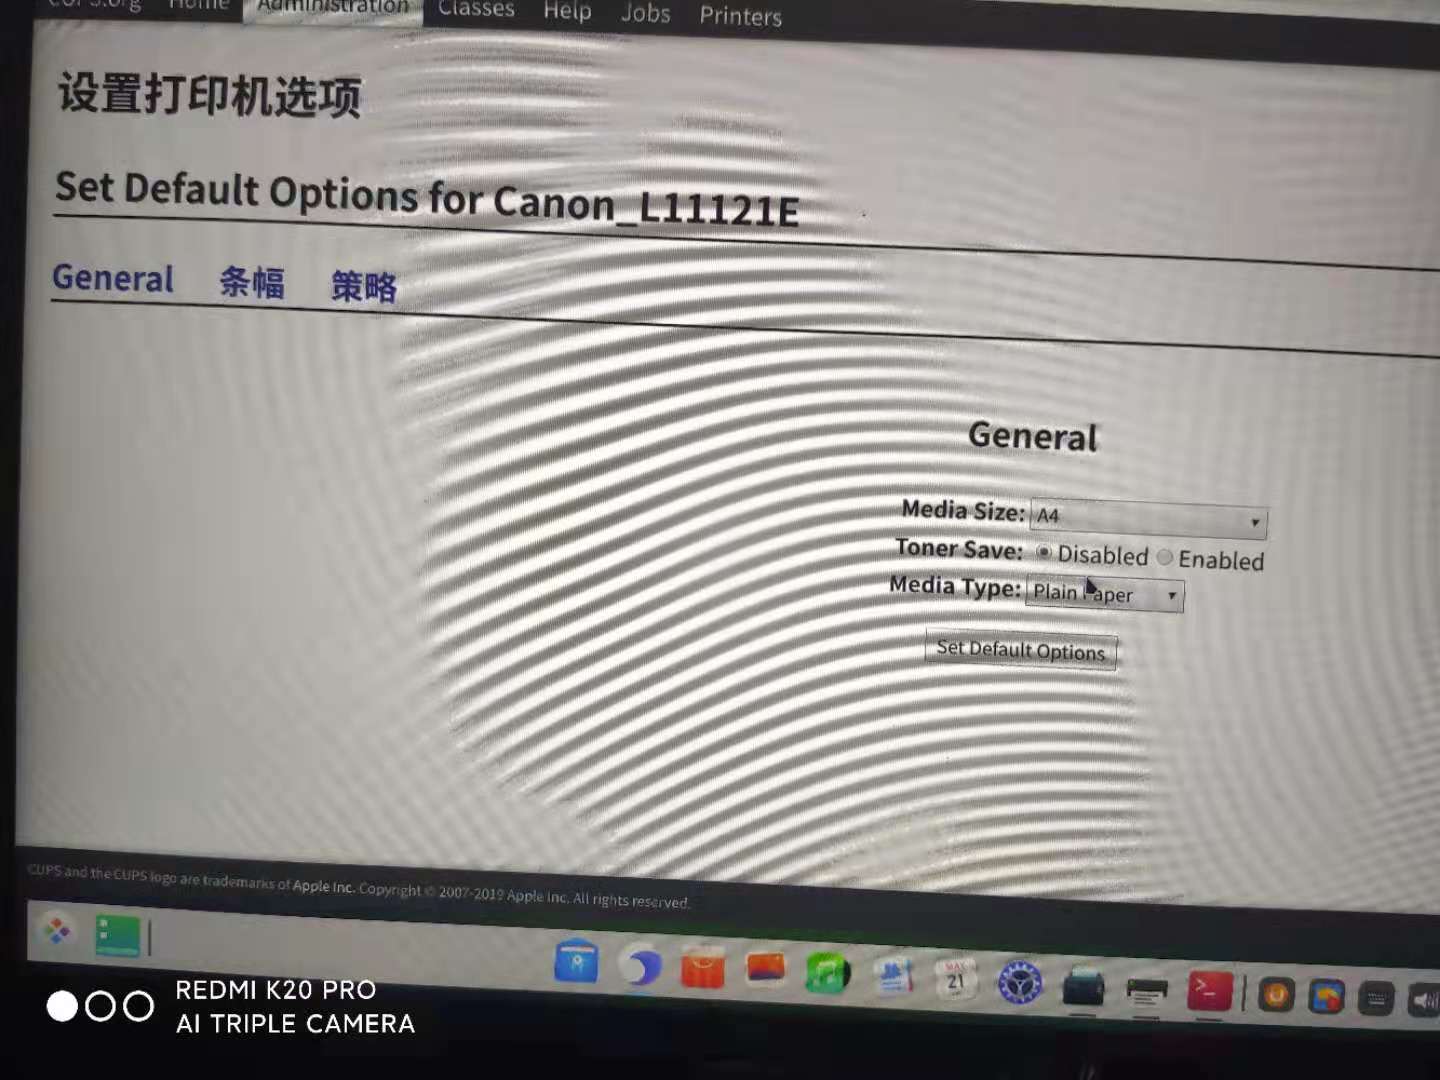 CUPS.org Home Administration Classes Help Jobs Printers
设置打印机选项
Set Default Options for Canon_L11121E
General 条幅 策略
General
Media Size: A4
Toner Save: Disabled Enabled
Media Type: Plain Paper
Set Default Options
CUPS and the CUPS logo are trademarks of Apple Inc. Copyright © 2007-2019 Apple Inc. All rights reserved.
MAY
21
REDMI K20 PRO
AI TRIPLE CAMERA